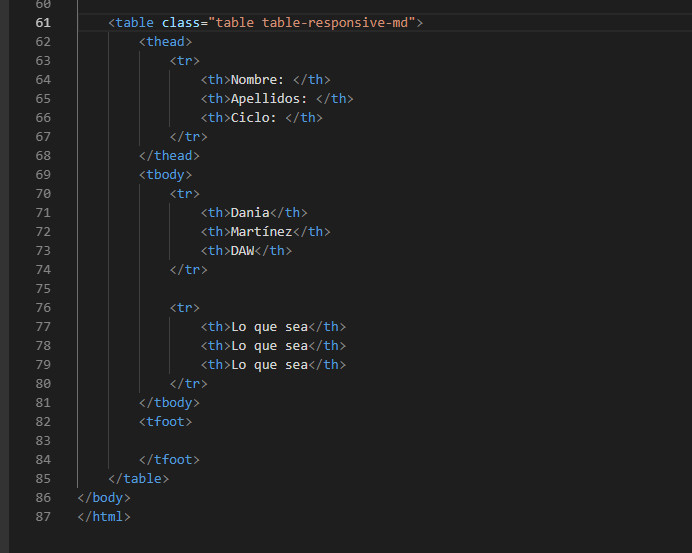 60
61 <table class="table table-responsive-md">
62 <thead>
63 <tr>
64 <th>Nombre: </th>
65 <th>Apellidos: </th>
66 <th>Ciclo: </th>
67 </tr>
68 </thead>
69 <tbody>
70 <tr>
71 <th>Dania</th>
72 <th>Martínez</th>
73 <th>DAW</th>
74 </tr>
75
76 <tr>
77 <th>Lo que sea</th>
78 <th>Lo que sea</th>
79 <th>Lo que sea</th>
80 </tr>
81 </tbody>
82 <tfoot>
83
84 </tfoot>
85 </table>
86 </body>
87 </html>